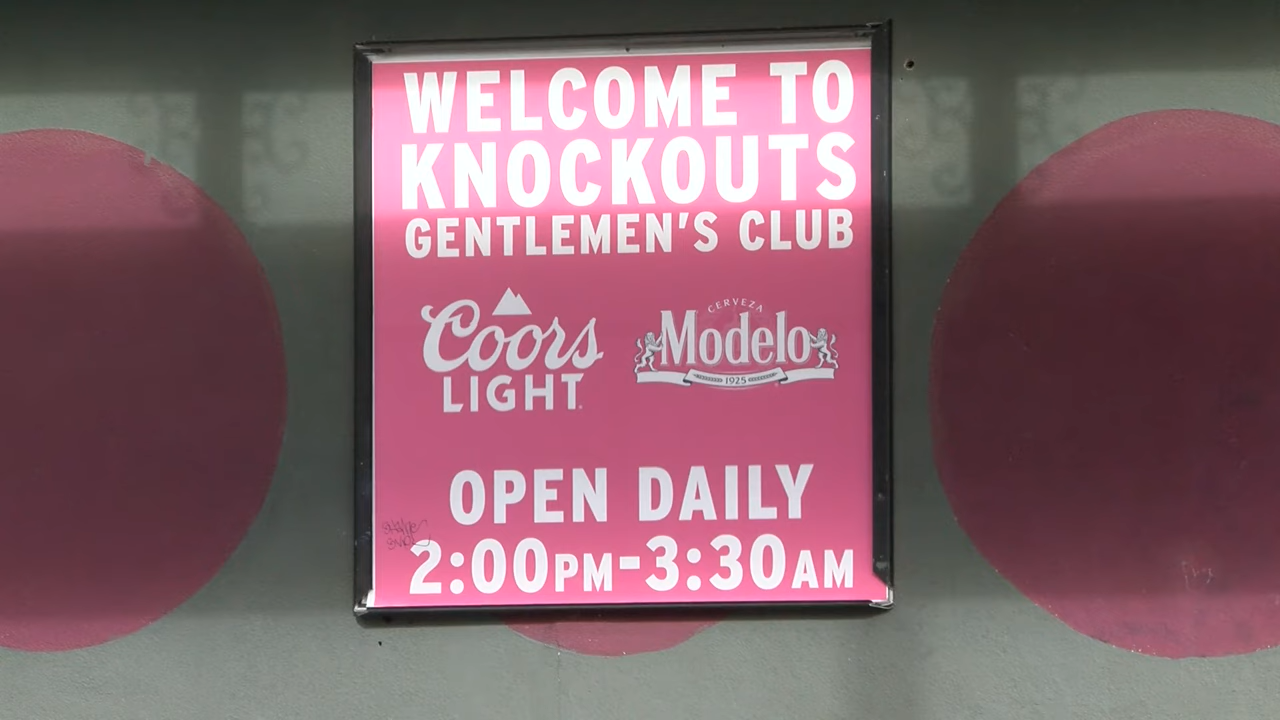 WELCOME TO
KNOCKOUTS
GENTLEMEN'S CLUB
Coors
LIGHT
CERVEZA
Modelo
1925
OPEN DAILY
2:00PM-3:30AM